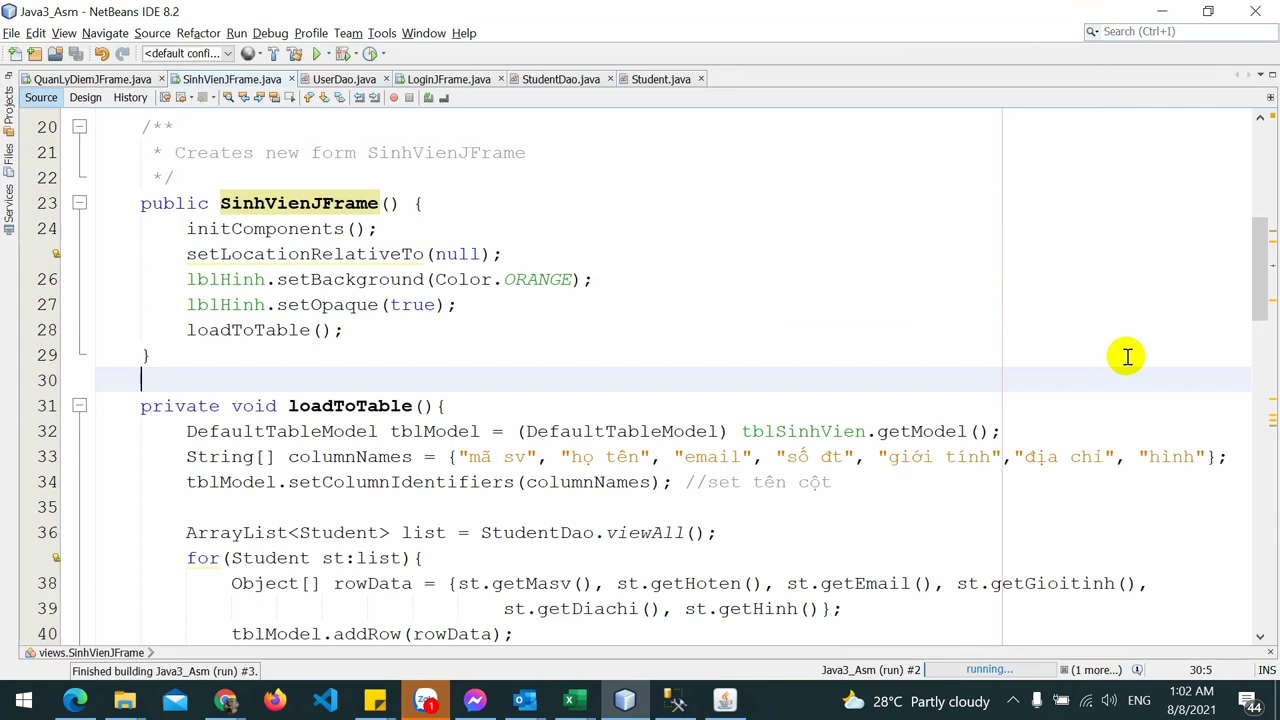 Java3_Asm - NetBeans IDE 8.2
File Edit View Navigate Source Refactor Run Debug Profile Team Tools Window Help
Search (Ctrl+I)
<default confi...
QuanLyDiemJFrame.java SinhVienJFrame.java UserDao.java LoginJFrame.java StudentDao.java Student.java
Source Design History
Projects
Files
Services
20 /**
21 * Creates new form SinhVienJFrame
22 */
23 public SinhVienJFrame() {
24 initComponents();
setLocationRelativeTo(null);
26 lblHinh.setBackground(Color.ORANGE);
27 lblHinh.setOpaque(true);
28 loadToTable();
29 }
30
31 private void loadToTable(){
32 DefaultTableModel tblModel = (DefaultTableModel) tblSinhVien.getModel();
33 String[] columnNames = {"mã sv", "họ tên", "email", "số đt", "giới tính","địa chỉ", "hình"};
34 tblModel.setColumnIdentifiers(columnNames); //set tên cột
35
36 ArrayList<Student> list = StudentDao.viewAll();
for(Student st:list){
38 Object[] rowData = {st.getMasv(), st.getHoten(), st.getEmail(), st.getGioitinh(),
39 st.getDiachi(), st.getHinh()};
40 tblModel.addRow(rowData);
views.SinhVienJFrame
Finished building Java3_Asm (run) #3.
Java3_Asm (run) #2 running... (1 more...) 30:5 INS
Zalo 1
28°C Partly cloudy
ENG
1:02 AM
8/8/2021
44